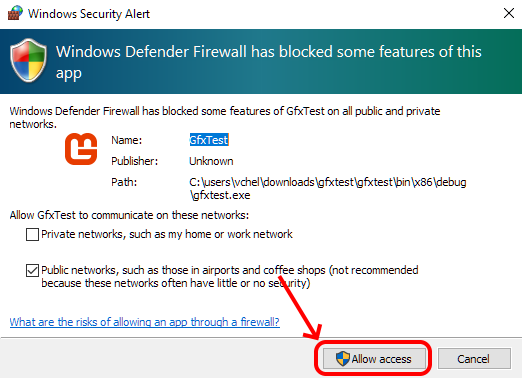 Windows Security Alert
Windows Defender Firewall has blocked some features of this
app
Windows Defender Firewall has blocked some features of GfxTest on all public and private
networks.
Name: GfxTest
Publisher: Unknown
Path: C:\users\vchel\downloads\gfxtest\gfxtest\bin\x86\debug
\gfxtest.exe
Allow GfxTest to communicate on these networks:
Private networks, such as my home or work network
Public networks, such as those in airports and coffee shops (not recommended
because these networks often have little or no security)
What are the risks of allowing an app through a firewall?
Allow access Cancel